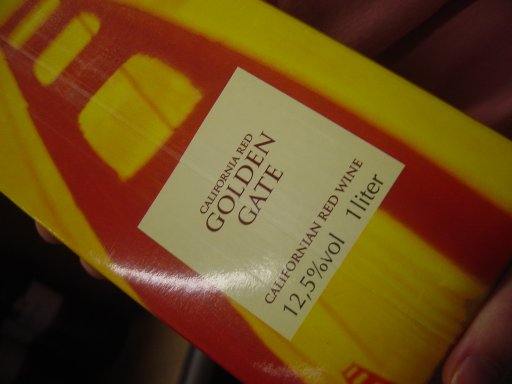 CALIFORNIA RED
GOLDEN
GATE
CALIFORNIAN RED WINE
12,5%vol 1liter